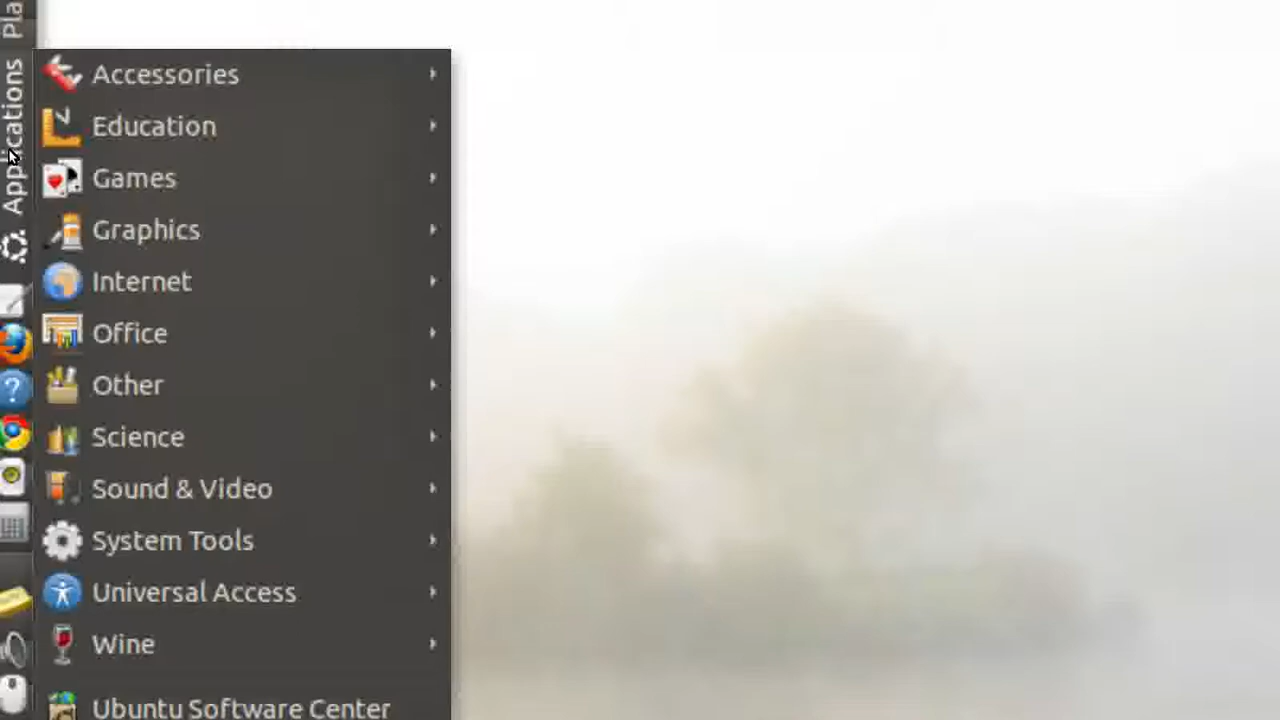 Pla
Applications
Accessories
Education
Games
Graphics
Internet
Office
Other
Science
Sound & Video
System Tools
Universal Access
Wine
Ubuntu Software Center